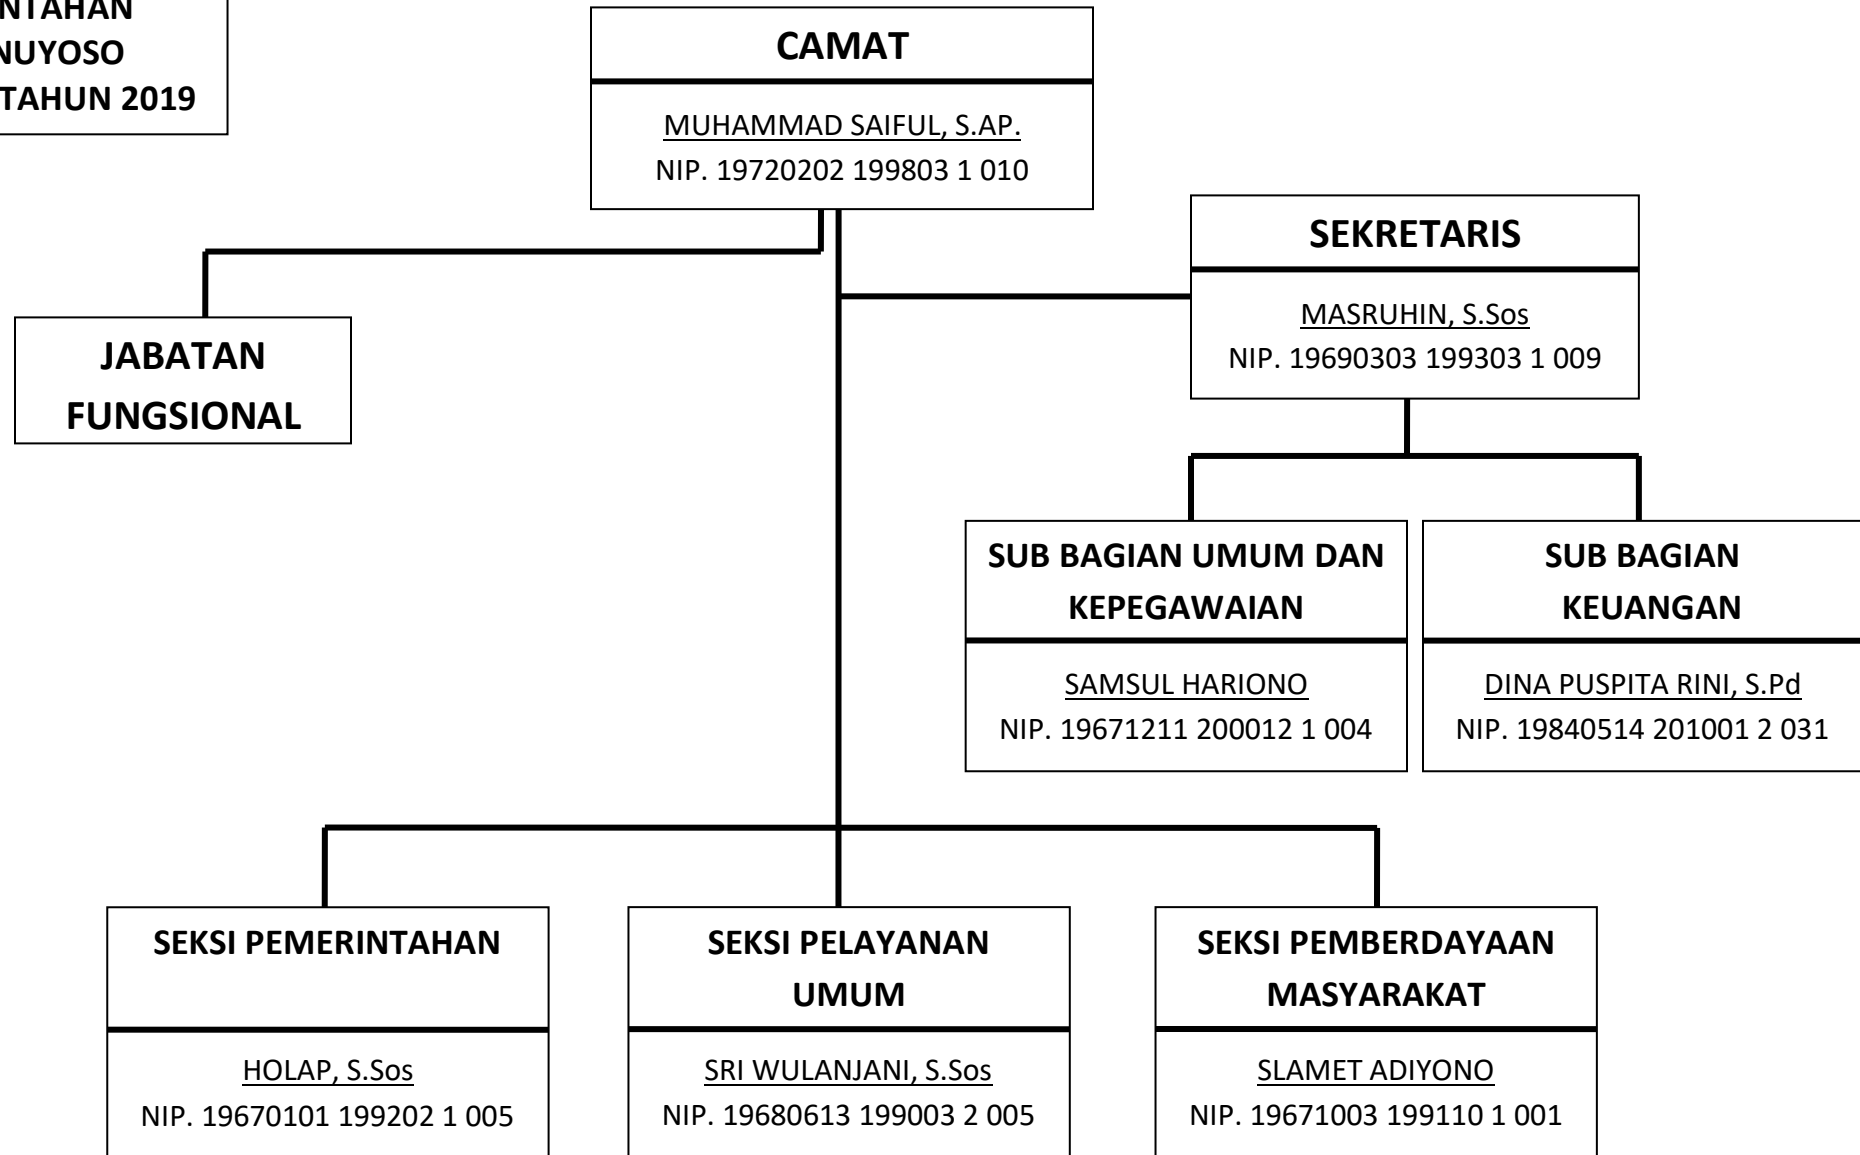 TAHUN 2019
CAMAT
MUHAMMAD SAIFUL, S.AP.
NIP. 19720202 199803 1 010
SEKRETARIS
MASRUHIN, S.Sos
NIP. 19690303 199303 1 009
JABATAN
FUNGSIONAL
SUB BAGIAN UMUM DAN
KEPEGAWAIAN
SAMSUL HARIONO
NIP. 19671211 200012 1 004
SUB BAGIAN
KEUANGAN
DINA PUSPITA RINI, S.Pd
NIP. 19840514 201001 2 031
SEKSI PEMERINTAHAN
HOLAP, S.Sos
NIP. 19670101 199202 1 005
SEKSI PELAYANAN
UMUM
SRI WULANJANI, S.Sos
NIP. 19680613 199003 2 005
SEKSI PEMBERDAYAAN
MASYARAKAT
SLAMET ADIYONO
NIP. 19671003 199110 1 001